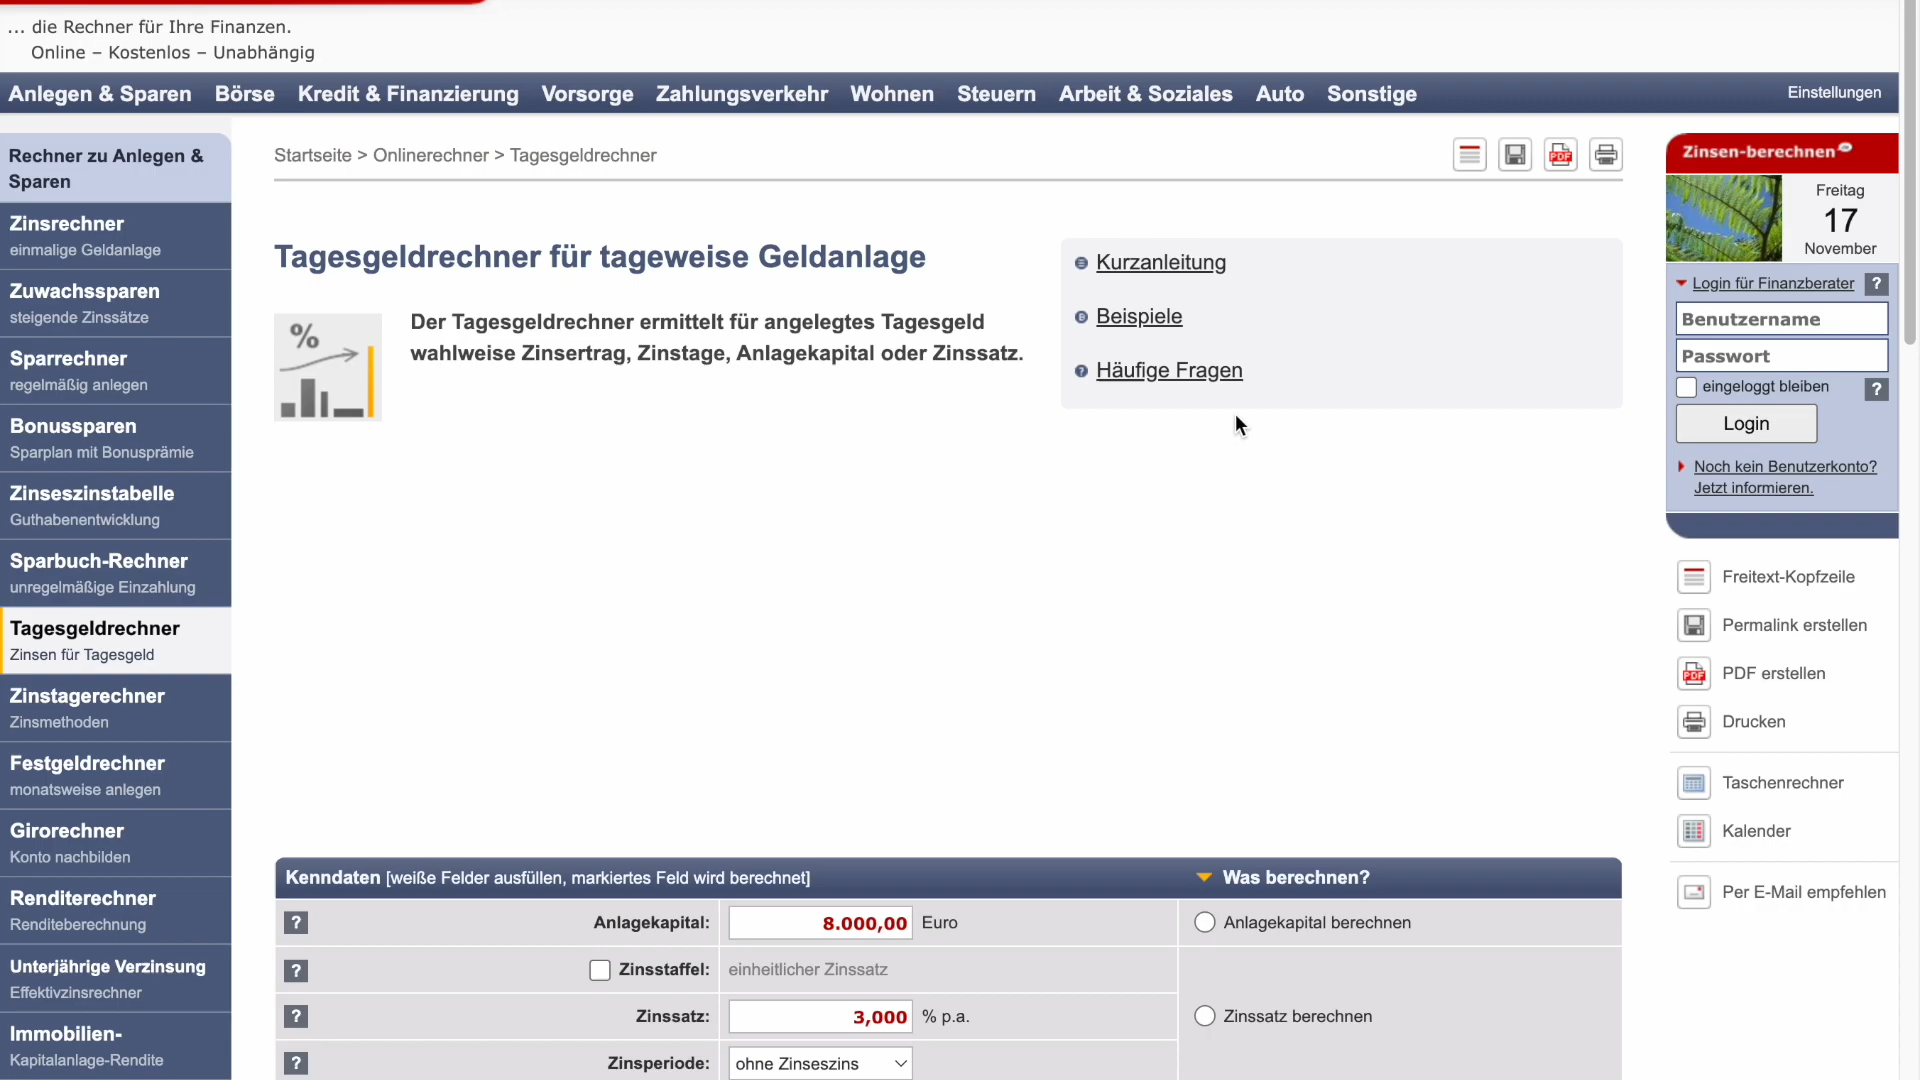 ... die Rechner für Ihre Finanzen.
Online – Kostenlos – Unabhängig
Anlegen & Sparen Börse Kredit & Finanzierung Vorsorge Zahlungsverkehr Wohnen Steuern Arbeit & Soziales Auto Sonstige Einstellungen
Rechner zu Anlegen &
Sparen
Zinsrechner
einmalige Geldanlage
Zuwachssparen
steigende Zinssätze
Sparrechner
regelmäßig anlegen
Bonussparen
Sparplan mit Bonusprämie
Zinseszinstabelle
Guthabenentwicklung
Sparbuch-Rechner
unregelmäßige Einzahlung
Tagesgeldrechner
Zinsen für Tagesgeld
Zinstagerechner
Zinsmethoden
Festgeldrechner
monatsweise anlegen
Girorechner
Konto nachbilden
Renditerechner
Renditeberechnung
Unterjährige Verzinsung
Effektivzinsrechner
Immobilien-
Kapitalanlage-Rendite
Startseite > Onlinerechner > Tagesgeldrechner
PDF
Tagesgeldrechner für tageweise Geldanlage
%
Der Tagesgeldrechner ermittelt für angelegtes Tagesgeld
wahlweise Zinsertrag, Zinstage, Anlagekapital oder Zinssatz.
Kurzanleitung
Beispiele
? Häufige Fragen
Kenndaten [weiße Felder ausfüllen, markiertes Feld wird berechnet] Was berechnen?
? Anlagekapital: 8.000,00 Euro Anlagekapital berechnen
? Zinsstaffel: einheitlicher Zinssatz
? Zinssatz: 3,000 % p.a. Zinssatz berechnen
? Zinsperiode: ohne Zinseszins
Zinsen-berechnen
Freitag
17
November
Login für Finanzberater ?
Benutzername
Passwort
eingeloggt bleiben ?
Login
Noch kein Benutzerkonto?
Jetzt informieren.
Freitext-Kopfzeile
Permalink erstellen
PDF PDF erstellen
Drucken
Taschenrechner
Kalender
Per E-Mail empfehlen